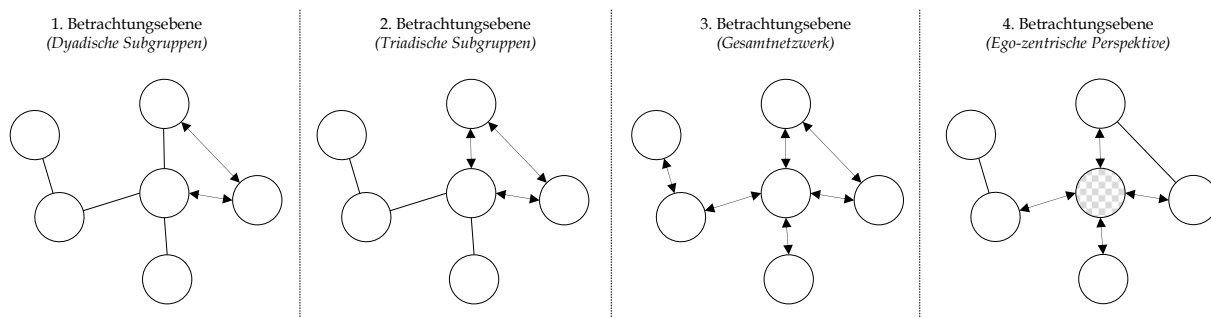 1. Betrachtungsebene
(Dyadische Subgruppen)
2. Betrachtungsebene
(Triadische Subgruppen)
3. Betrachtungsebene
(Gesamtnetzwerk)
4. Betrachtungsebene
(Ego-zentrische Perspektive)